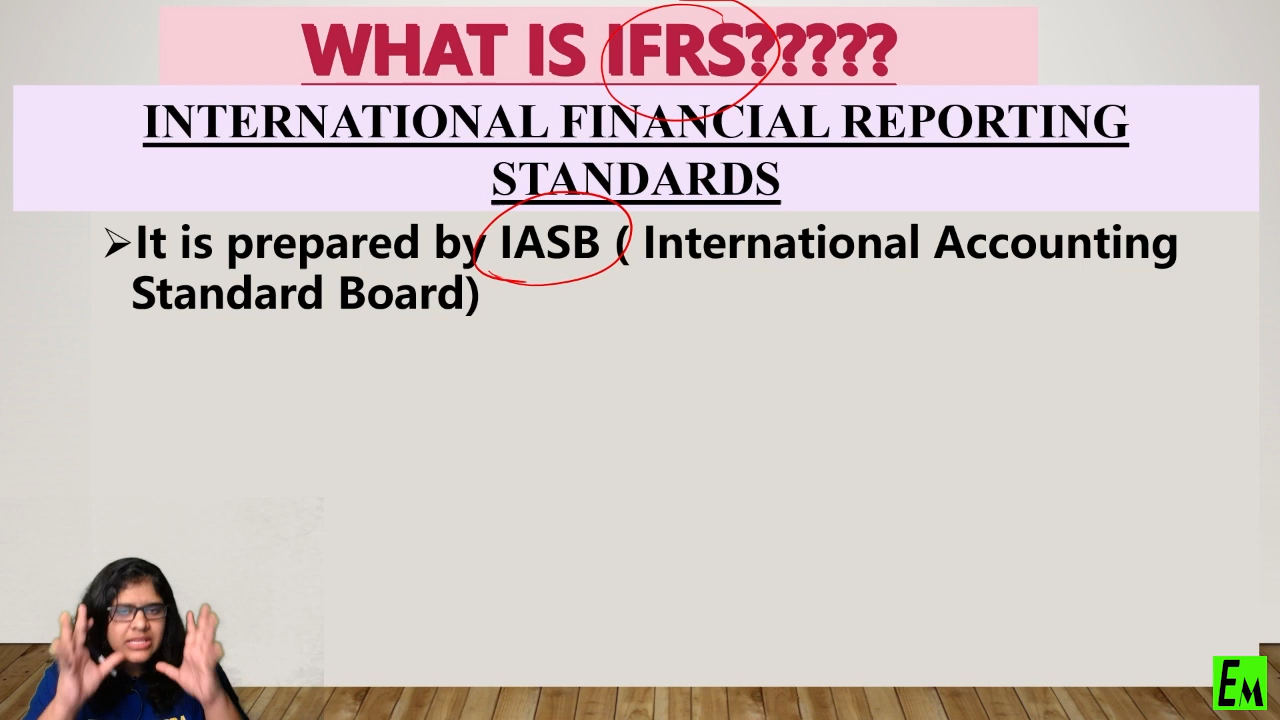 WHAT IS IFRS?????
INTERNATIONAL FINANCIAL REPORTING
STANDARDS
➢It is prepared by IASB ( International Accounting
Standard Board)
EM